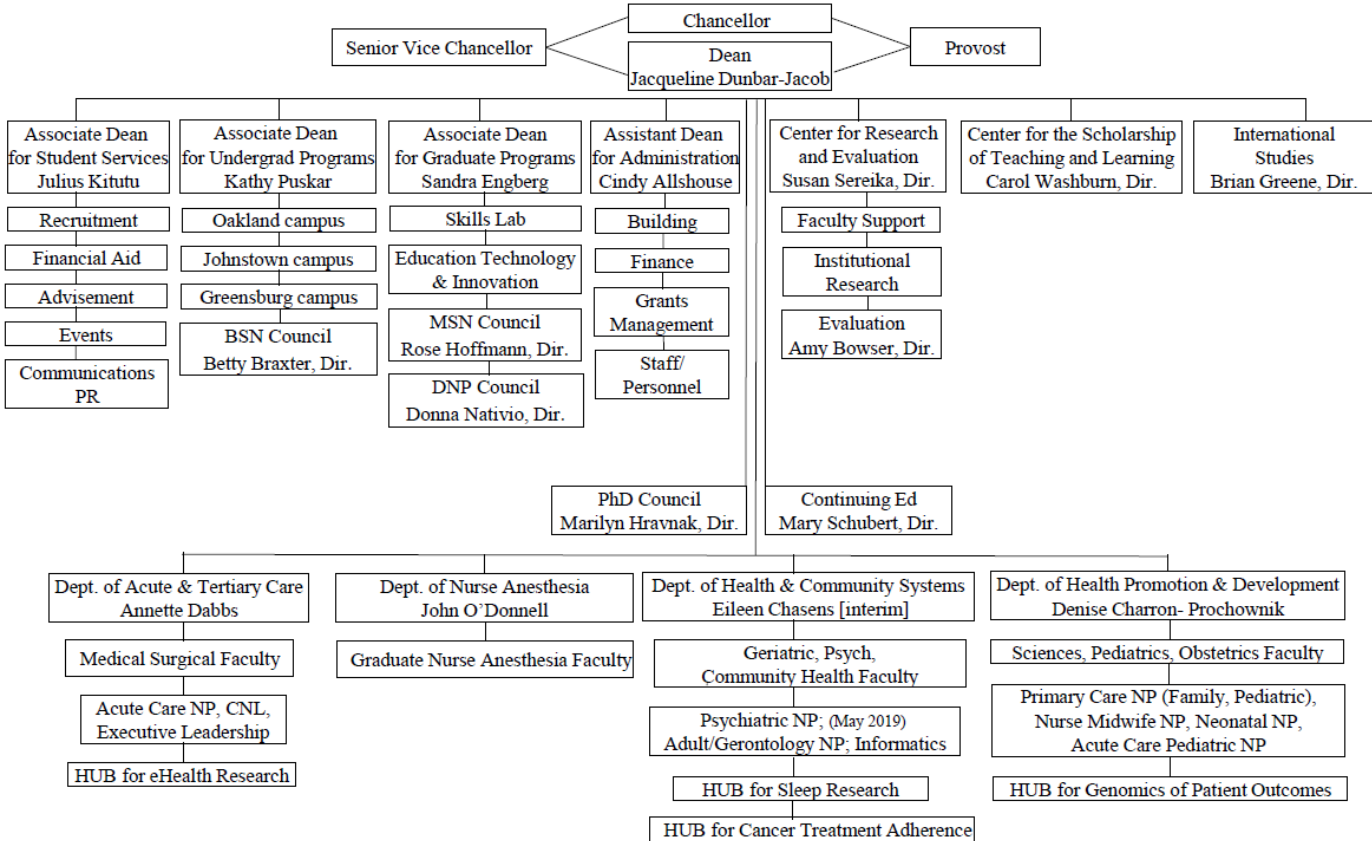 Chancellor
Senior Vice Chancellor
Provost
Dean
Jacqueline Dunbar-Jacob
Associate Dean
for Student Services
Julius Kitutu
Recruitment
Financial Aid
Advisement
Events
Communications
PR
Associate Dean
for Undergrad Programs
Kathy Puskar
Oakland campus
Johnstown campus
Greensburg campus
BSN Council
Betty Braxter, Dir.
Associate Dean
for Graduate Programs
Sandra Engberg
Skills Lab
Education Technology
& Innovation
MSN Council
Rose Hoffmann, Dir.
DNP Council
Donna Nativio, Dir.
Assistant Dean
for Administration
Cindy Allshouse
Building
Finance
Grants
Management
Staff/
Personnel
Center for Research
and Evaluation
Susan Sereika, Dir.
Faculty Support
Institutional
Research
Evaluation
Amy Bowser, Dir.
Center for the Scholarship
of Teaching and Learning
Carol Washburn, Dir.
International
Studies
Brian Greene, Dir.
PhD Council
Marilyn Hravnak, Dir.
Continuing Ed
Mary Schubert, Dir.
Dept. of Acute & Tertiary Care
Annette Dabbs
Medical Surgical Faculty
Acute Care NP, CNL,
Executive Leadership
HUB for eHealth Research
Dept. of Nurse Anesthesia
John O’Donnell
Graduate Nurse Anesthesia Faculty
Dept. of Health & Community Systems
Eileen Chasens [interim]
Geriatric, Psych,
Community Health Faculty
Psychiatric NP; (May 2019)
Adult/Gerontology NP; Informatics
HUB for Sleep Research
HUB for Cancer Treatment Adherence
Dept. of Health Promotion & Development
Denise Charron- Prochownik
Sciences, Pediatrics, Obstetrics Faculty
Primary Care NP (Family, Pediatric),
Nurse Midwife NP, Neonatal NP,
Acute Care Pediatric NP
HUB for Genomics of Patient Outcomes